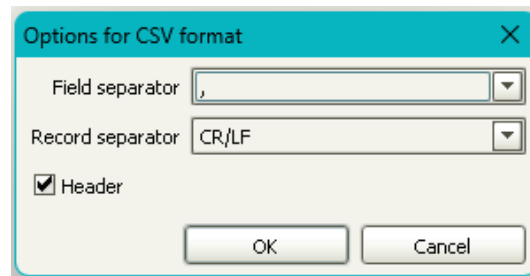 Options for CSV format
Field separator ,
Record separator CR/LF
Header
OK Cancel